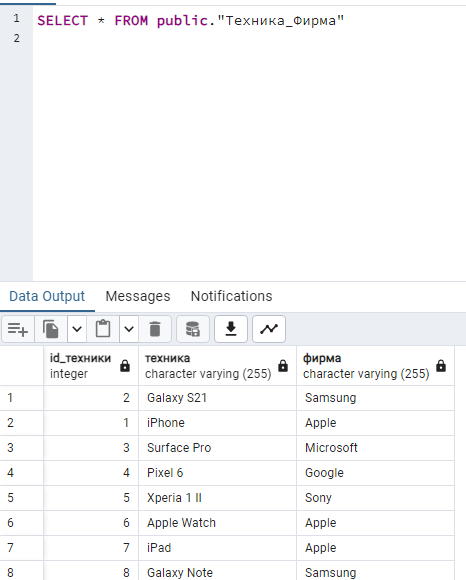 1 SELECT * FROM public."Техника_Фирма"
2
Data Output Messages Notifications
id_техники техника фирма
integer character varying (255) character varying (255)
1 2 Galaxy S21 Samsung
2 1 iPhone Apple
3 3 Surface Pro Microsoft
4 4 Pixel 6 Google
5 5 Xperia 1 II Sony
6 6 Apple Watch Apple
7 7 iPad Apple
8 8 Galaxy Note Samsung